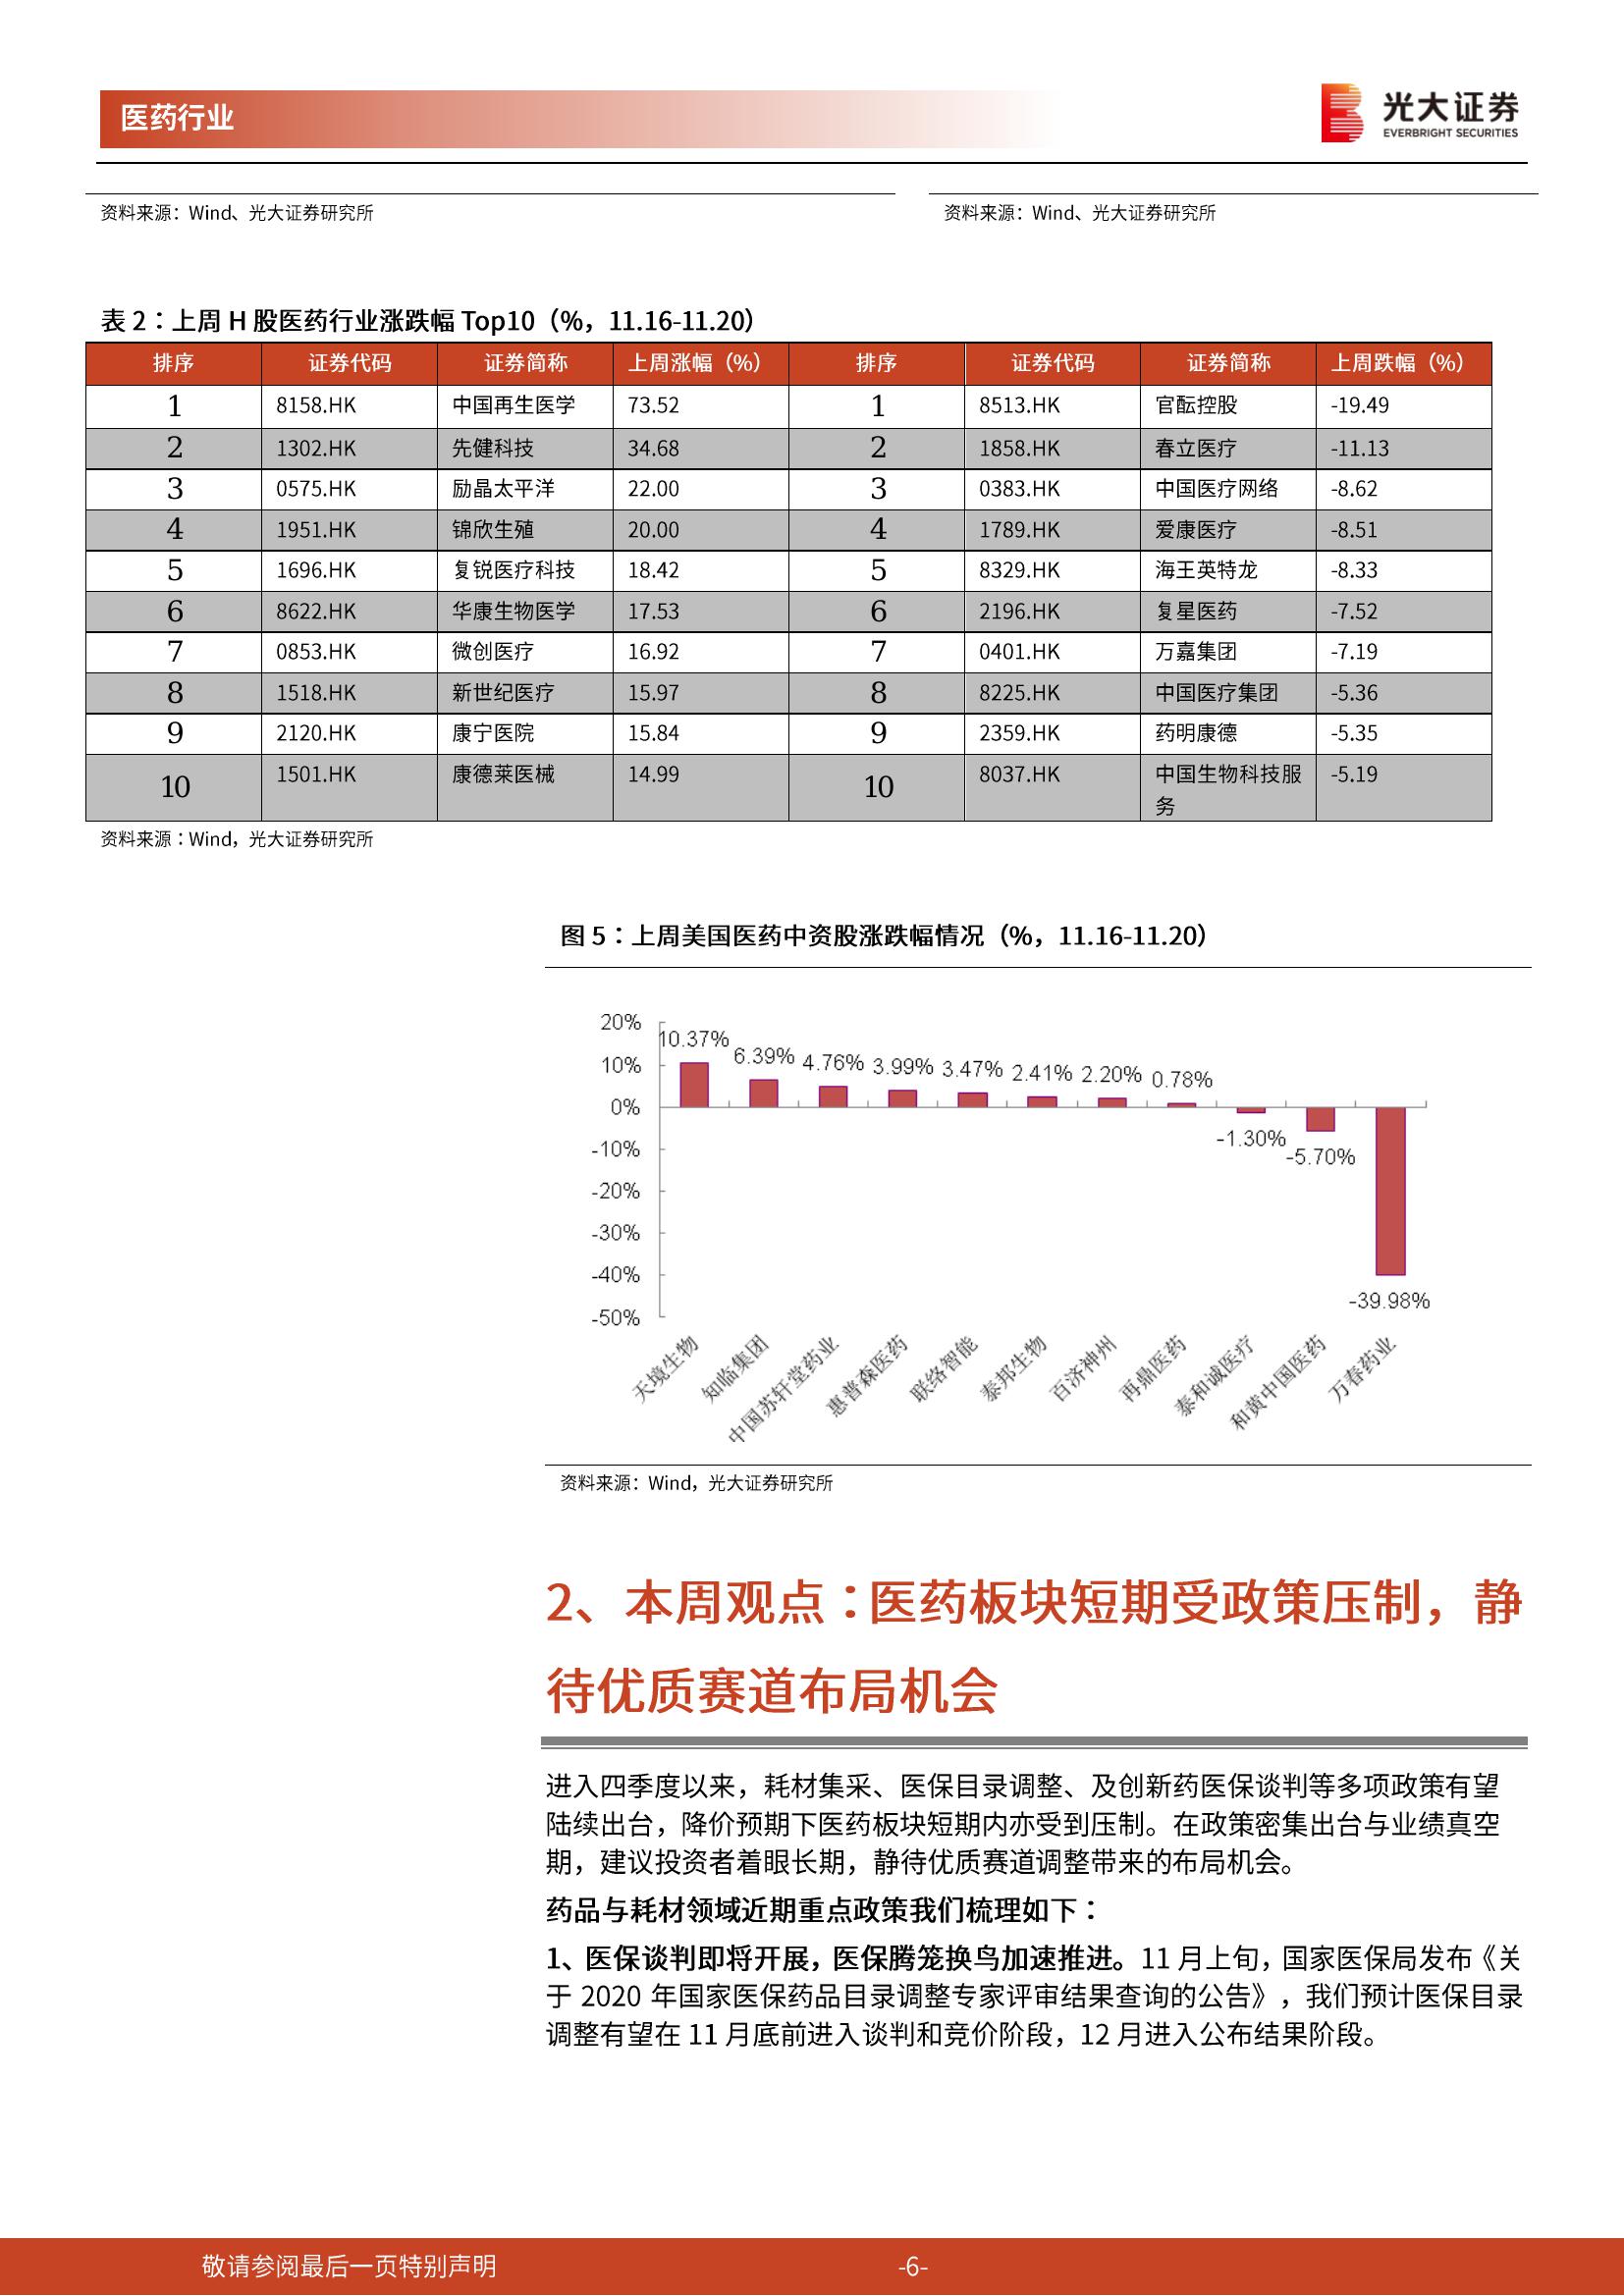 医药行业
光大证券
EVERBRIGHT SECURITIES
资料来源：Wind、光大证券研究所
资料来源：Wind、光大证券研究所
表 2：上周 H 股医药行业涨跌幅 Top10（%，11.16-11.20）
排序 证券代码 证券简称 上周涨幅（%） 排序 证券代码 证券简称 上周跌幅（%）
1 8158.HK 中国再生医学 73.52 1 8513.HK 官酝控股 -19.49
2 1302.HK 先健科技 34.68 2 1858.HK 春立医疗 -11.13
3 0575.HK 励晶太平洋 22.00 3 0383.HK 中国医疗网络 -8.62
4 1951.HK 锦欣生殖 20.00 4 1789.HK 爱康医疗 -8.51
5 1696.HK 复锐医疗科技 18.42 5 8329.HK 海王英特龙 -8.33
6 8622.HK 华康生物医学 17.53 6 2196.HK 复星医药 -7.52
7 0853.HK 微创医疗 16.92 7 0401.HK 万嘉集团 -7.19
8 1518.HK 新世纪医疗 15.97 8 8225.HK 中国医疗集团 -5.36
9 2120.HK 康宁医院 15.84 9 2359.HK 药明康德 -5.35
10 1501.HK 康德莱医械 14.99 10 8037.HK 中国生物科技服 -5.19
务
资料来源：Wind，光大证券研究所
图 5：上周美国医药中资股涨跌幅情况（%，11.16-11.20）
20%
10%
0%
-10%
-20%
-30%
-40%
-50%
10.37% 6.39% 4.76% 3.99% 3.47% 2.41% 2.20% 0.78%
-1.30%
-5.70%
-39.98%
天境生物 知临集团 中国苏轩堂药业 惠普森医药 联络智能 泰邦生物 百济神州 再鼎医药 泰和诚医疗 和黄中国医药 万春药业
资料来源：Wind，光大证券研究所
2、本周观点：医药板块短期受政策压制，静
待优质赛道布局机会
进入四季度以来，耗材集采、医保目录调整、及创新药医保谈判等多项政策有望
陆续出台，降价预期下医药板块短期内亦受到压制。在政策密集出台与业绩真空
期，建议投资者着眼长期，静待优质赛道调整带来的布局机会。
药品与耗材领域近期重点政策我们梳理如下：
1、医保谈判即将开展，医保腾笼换鸟加速推进。11 月上旬，国家医保局发布《关
于 2020 年国家医保药品目录调整专家评审结果查询的公告》，我们预计医保目录
调整有望在 11 月底前进入谈判和竞价阶段，12 月进入公布结果阶段。
敬请参阅最后一页特别声明
-6-